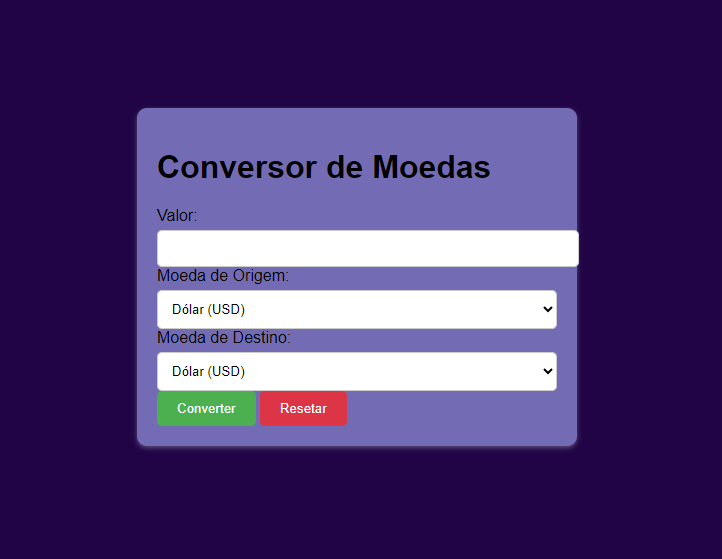 Conversor de Moedas
Valor:
Moeda de Origem:
Dólar (USD)
Moeda de Destino:
Dólar (USD)
Converter Resetar